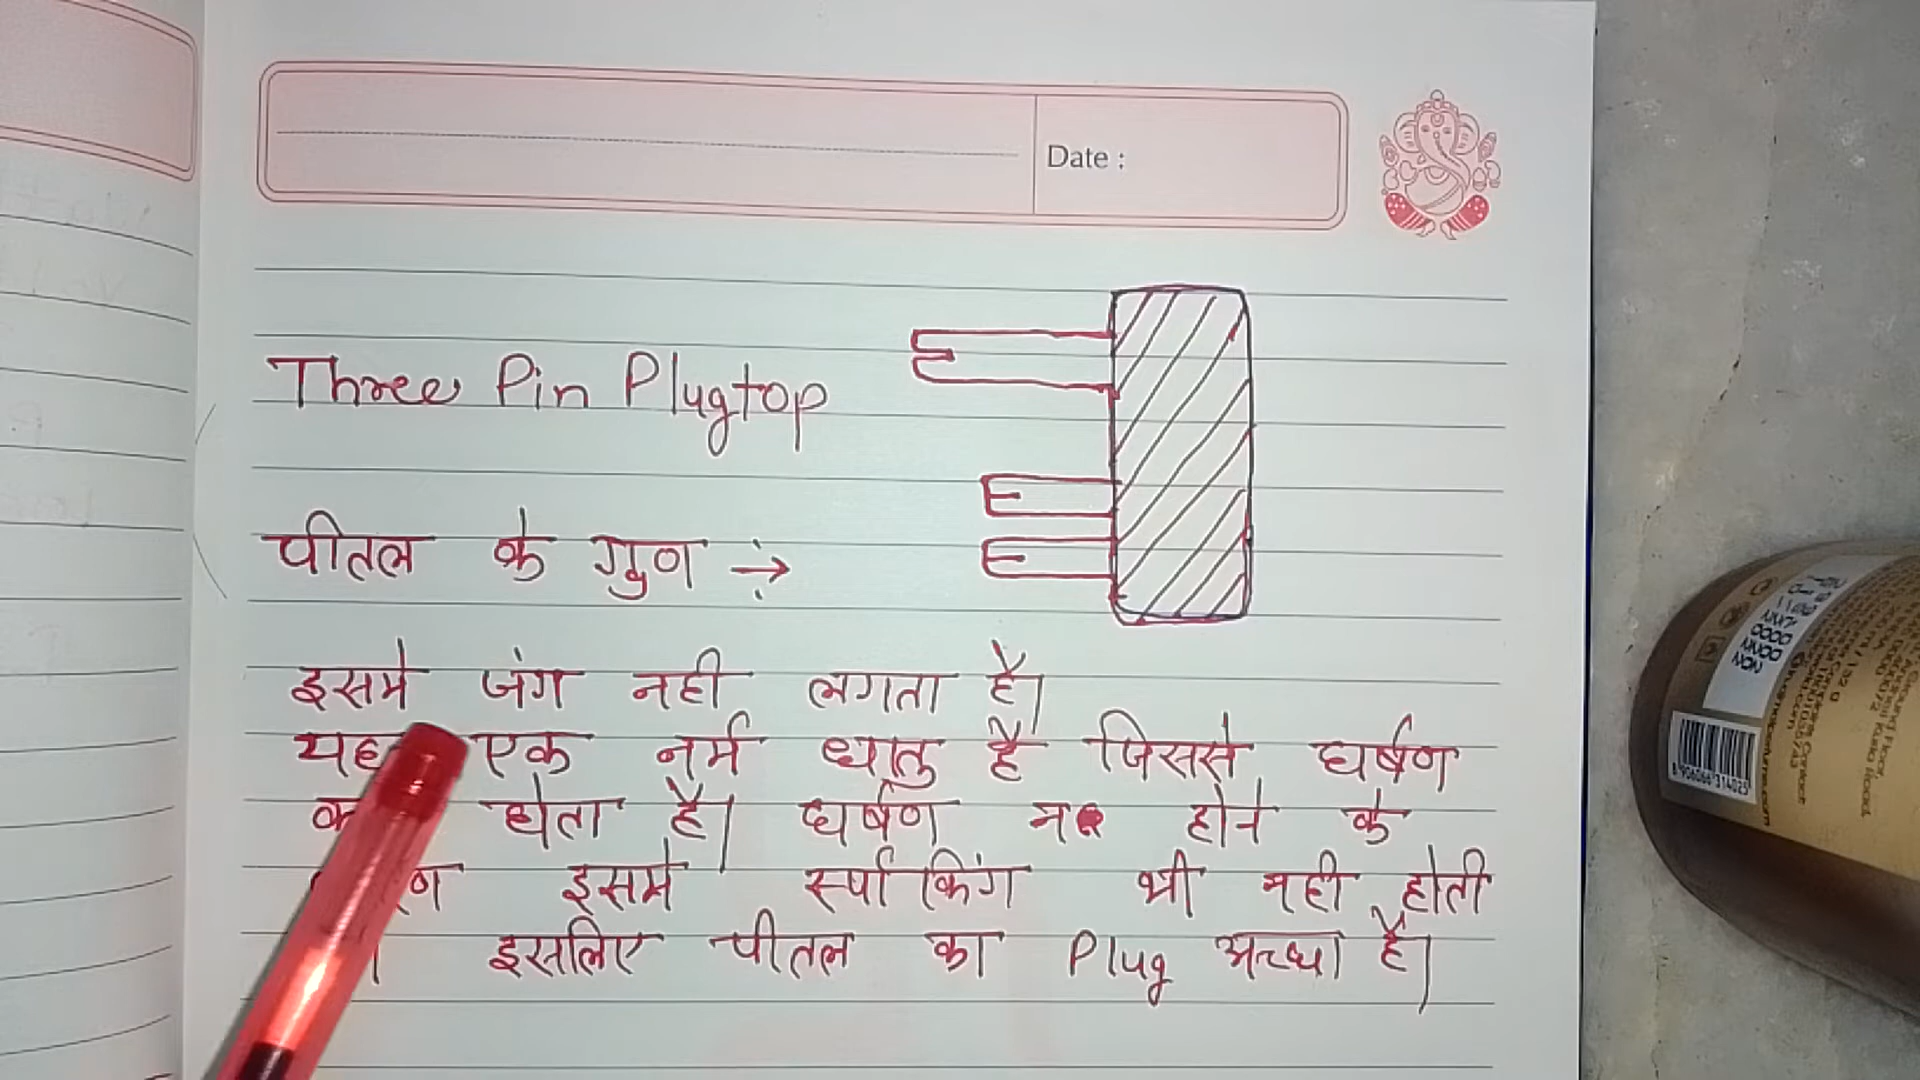 Date :
Three Pin Plugtop
पीतल के गुण →
इसमे जंग नही लगता है।
यह एक नर्म धातु है जिससे घर्षण
धेता है। घर्षण न होने के
इसमे र्स्पाकिंग भी नही होती
इसलिए पीतल का Plug अच्छा है।
8906066314025